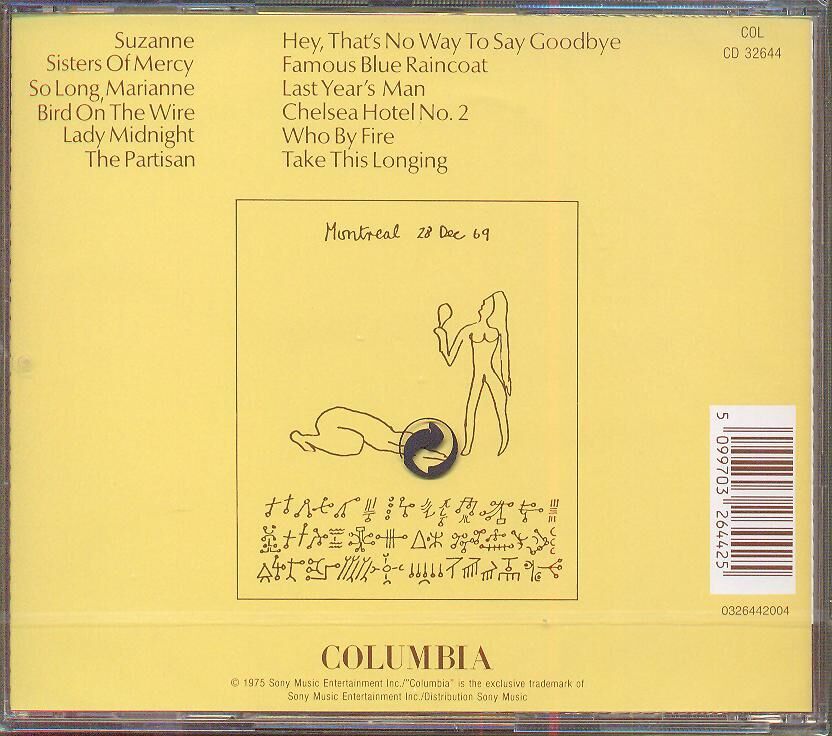 Suzanne
Sisters Of Mercy
So Long, Marianne
Bird On The Wire
Lady Midnight
The Partisan
Hey, That's No Way To Say Goodbye
Famous Blue Raincoat
Last Year's Man
Chelsea Hotel No. 2
Who By Fire
Take This Longing
COL
CD 32644
Montreal 28 Dec 69
5 099703 264425
0326442004
COLUMBIA
© 1975 Sony Music Entertainment Inc./"Columbia" is the exclusive trademark of
Sony Music Entertainment Inc./Distribution Sony Music